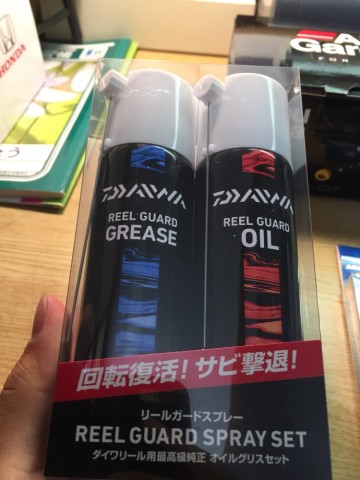 HONDA
DAIWA
REEL GUARD
GREASE
DAIWA
REEL GUARD
OIL
回転復活!サビ撃退!
リールガードスプレー
REEL GUARD SPRAY SET
ダイワリール用最高級純正 オイルグリスセット